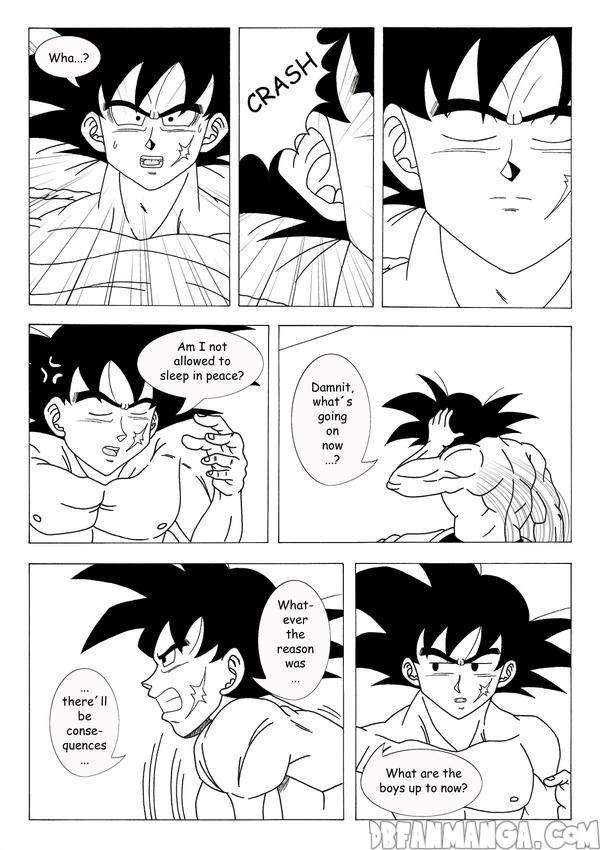 Wha...?
CRASH
Am I not
allowed to
sleep in peace?
Damnit,
what´s
going
on
now
...?
What-
ever
the
reason
was
...
...
there´ll
be
conse-
quences
...
What are the
boys up to now?
DBFANMANGA.COM